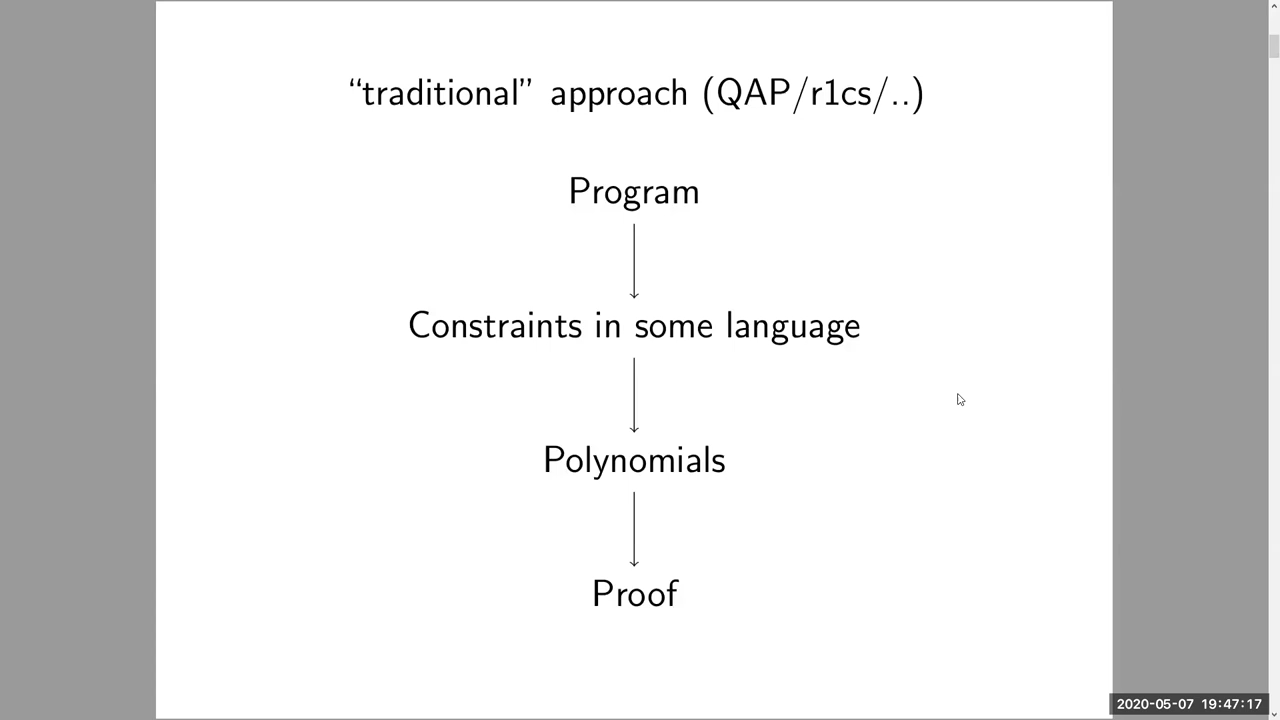 “traditional” approach (QAP/r1cs/..)
Program
Constraints in some language
Polynomials
Proof
2020-05-07 19:47:17